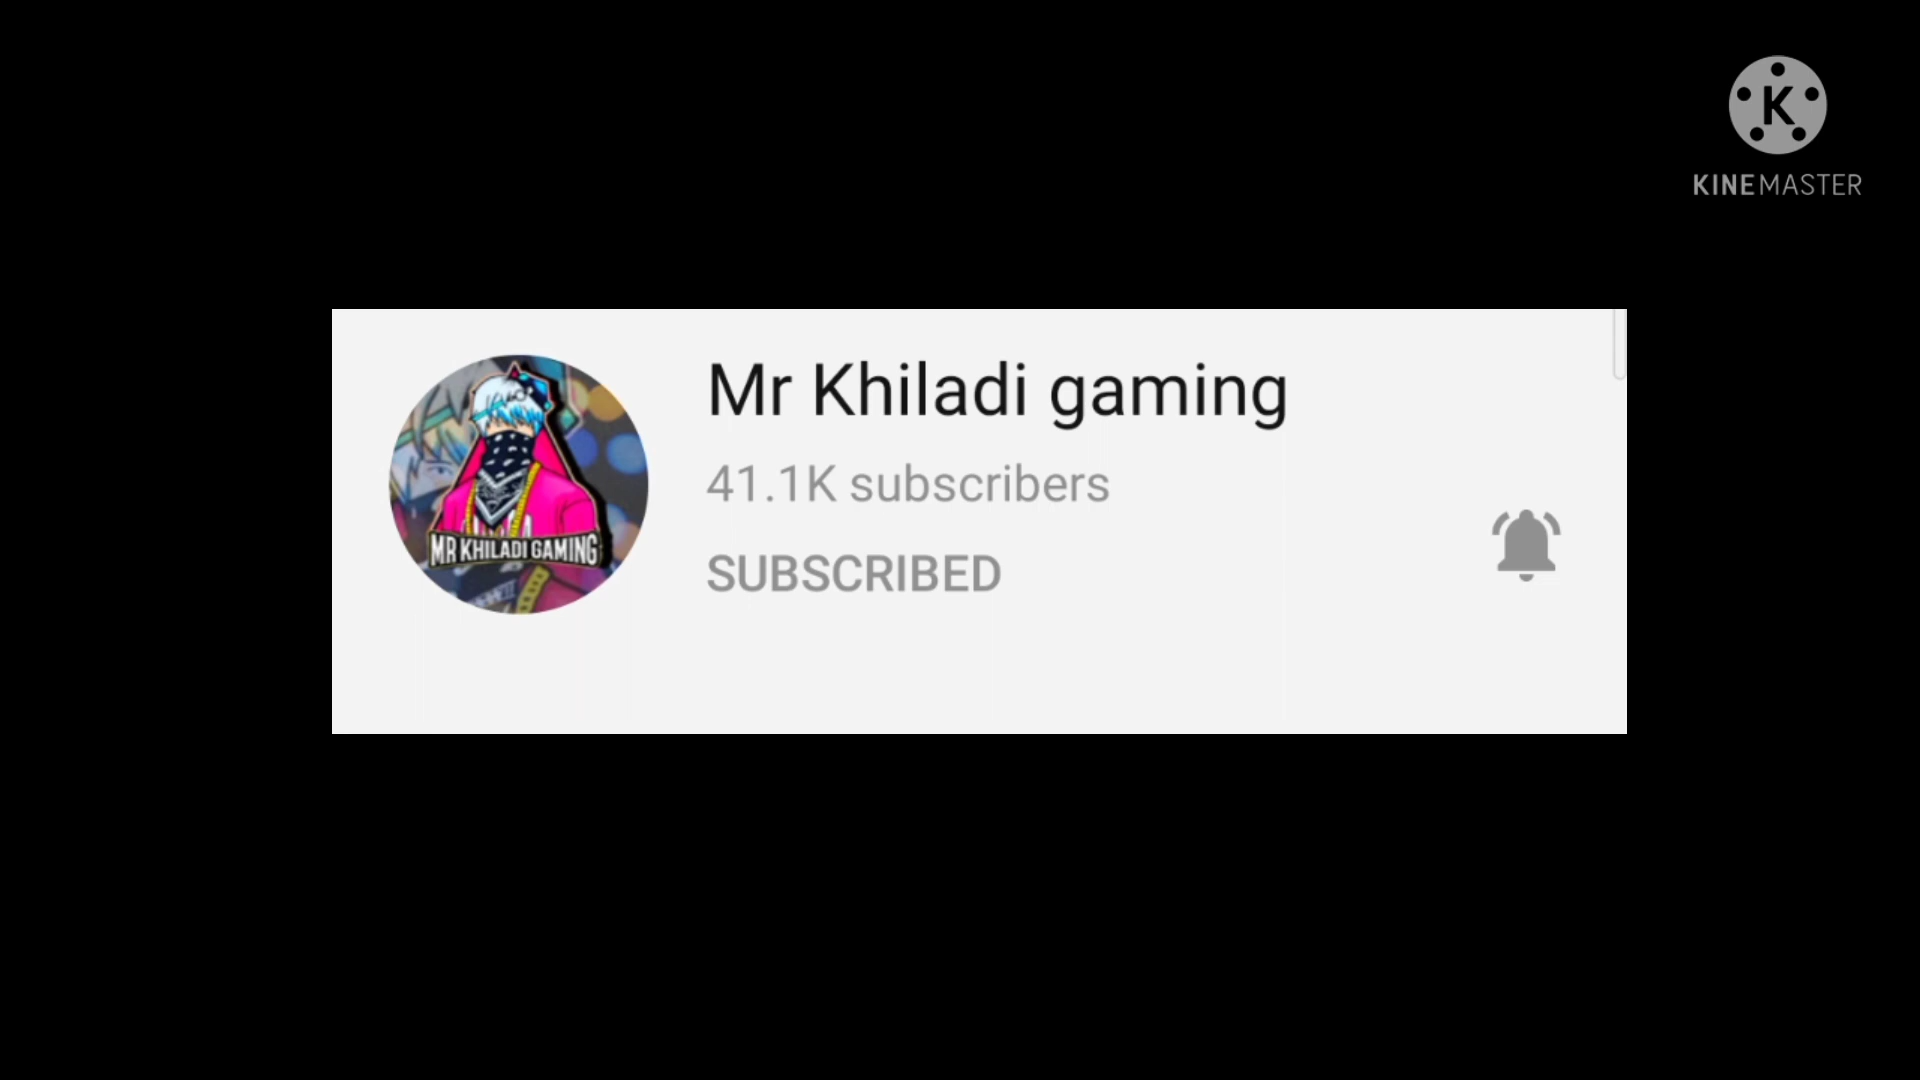 K
KINEMASTER
Mr Khiladi gaming
41.1K subscribers
SUBSCRIBED
MR KHILADI GAMING